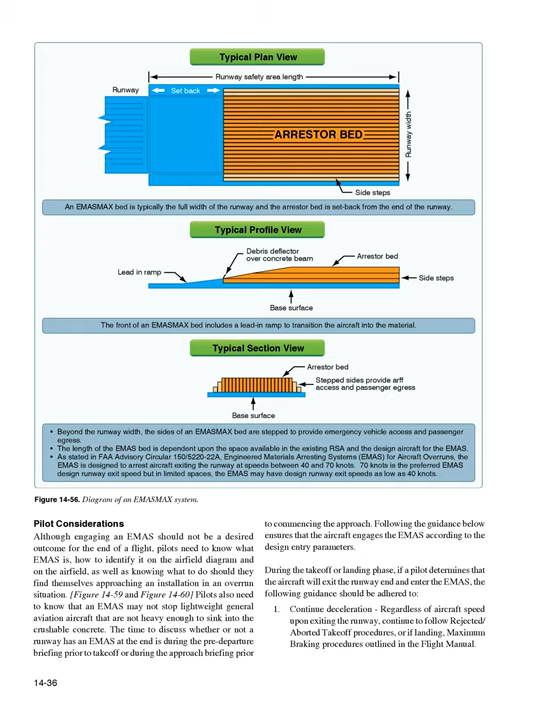 Typical Plan View
Runway safety area length
Runway
Set back
ARRESTOR BED
Runway width
Side steps
An EMASMAX bed is typically the full width of the runway and the arrestor bed is set-back from the end of the runway.
Typical Profile View
Debris deflector
over concrete beam
Arrestor bed
Lead in ramp
Side steps
Base surface
The front of an EMASMAX bed includes a lead-in ramp to transition the aircraft into the material.
Typical Section View
Arrestor bed
Stepped sides provide arff
access and passenger egress
Base surface
• Beyond the runway width, the sides of an EMASMAX bed are stepped to provide emergency vehicle access and passenger
egress.
• The length of the EMAS bed is dependent upon the space available in the existing RSA and the design aircraft for the EMAS.
• As stated in FAA Advisory Circular 150/5220-22A, Engineered Materials Arresting Systems (EMAS) for Aircraft Overruns, the
EMAS is designed to arrest aircraft exiting the runway at speeds between 40 and 70 knots. 70 knots is the preferred EMAS
design runway exit speed but in limited spaces, the EMAS may have design runway exit speeds as low as 40 knots.
Figure 14-56. Diagram of an EMASMAX system.
Pilot Considerations
Although engaging an EMAS should not be a desired
outcome for the end of a flight, pilots need to know what
EMAS is, how to identify it on the airfield diagram and
on the airfield, as well as knowing what to do should they
find themselves approaching an installation in an overrun
situation. [Figure 14-59 and Figure 14-60] Pilots also need
to know that an EMAS may not stop lightweight general
aviation aircraft that are not heavy enough to sink into the
crushable concrete. The time to discuss whether or not a
runway has an EMAS at the end is during the pre-departure
briefing prior to takeoff or during the approach briefing prior
to commencing the approach. Following the guidance below
ensures that the aircraft engages the EMAS according to the
design entry parameters.
During the takeoff or landing phase, if a pilot determines that
the aircraft will exit the runway end and enter the EMAS, the
following guidance should be adhered to:
1. Continue deceleration - Regardless of aircraft speed
upon exiting the runway, continue to follow Rejected/
Aborted Takeoff procedures, or if landing, Maximum
Braking procedures outlined in the Flight Manual.
14-36